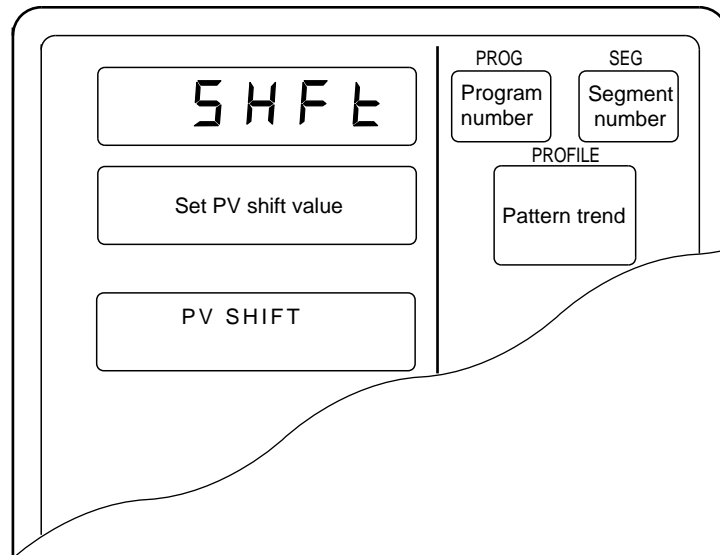 SHFt
Set PV shift value
PV SHIFT
PROG
SEG
Program
number
Segment
number
PROFILE
Pattern trend